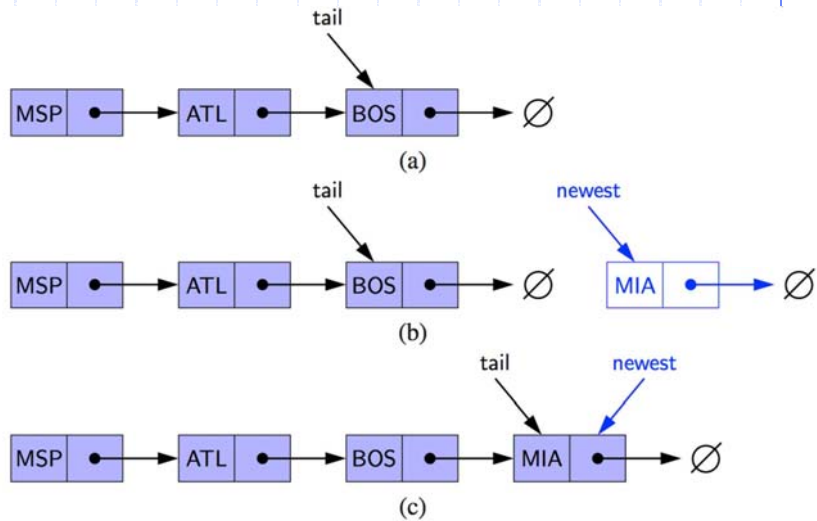 tail
MSP ATL BOS ∅
(a)
tail newest
MSP ATL BOS ∅ MIA ∅
(b)
tail newest
MSP ATL BOS MIA ∅
(c)